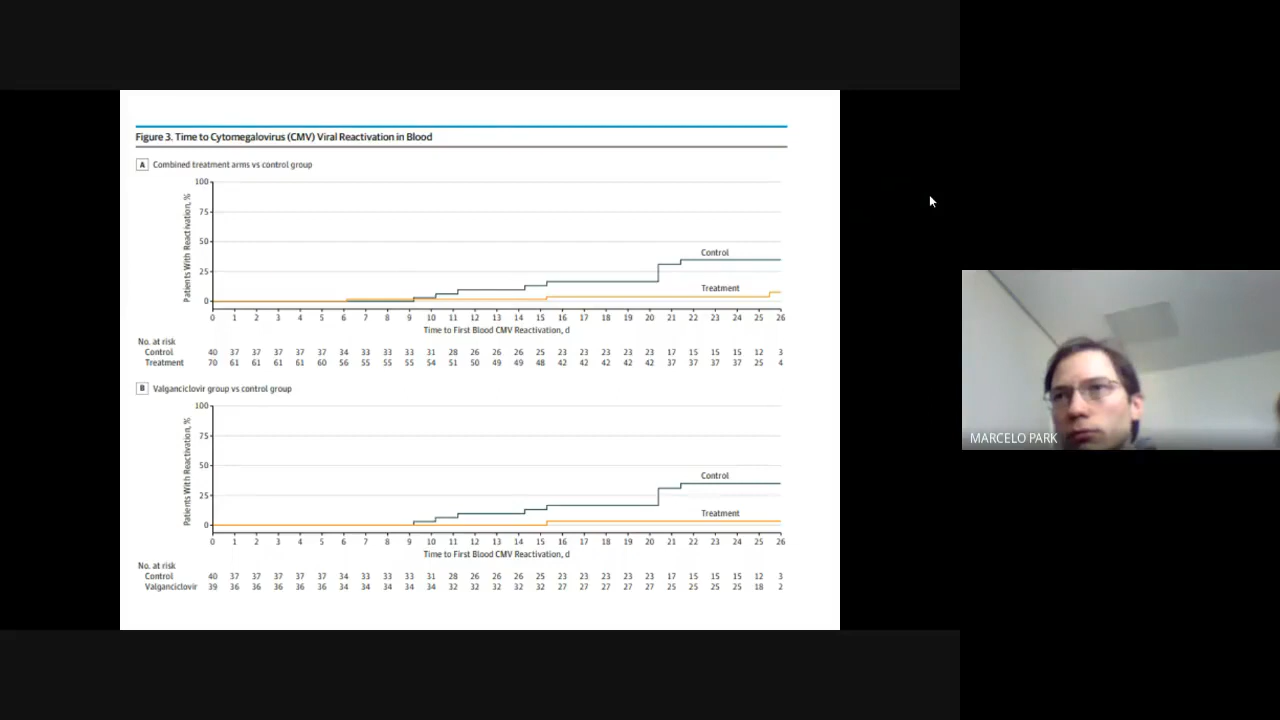 Figure 3. Time to Cytomegalovirus (CMV) Viral Reactivation in Blood
A Combined treatment arms vs control group
Patients With Reactivation, %
100
75
50
25
0
Control
Treatment
0 1 2 3 4 5 6 7 8 9 10 11 12 13 14 15 16 17 18 19 20 21 22 23 24 25 26
Time to First Blood CMV Reactivation, d
No. at risk
Control 40 37 37 37 37 37 34 33 33 33 31 28 26 26 26 25 23 23 23 23 23 17 15 15 15 12 3
Treatment 70 61 61 61 61 60 56 55 55 55 54 51 50 49 49 48 42 42 42 42 42 37 37 37 37 25 4
B Valganciclovir group vs control group
Patients With Reactivation, %
100
75
50
25
0
Control
Treatment
0 1 2 3 4 5 6 7 8 9 10 11 12 13 14 15 16 17 18 19 20 21 22 23 24 25 26
Time to First Blood CMV Reactivation, d
No. at risk
Control 40 37 37 37 37 37 34 33 33 33 31 28 26 26 26 25 23 23 23 23 23 17 15 15 15 12 3
Valganciclovir 39 36 36 36 36 36 34 34 34 34 34 32 32 32 32 32 27 27 27 27 27 25 25 25 25 18 2
MARCELO PARK